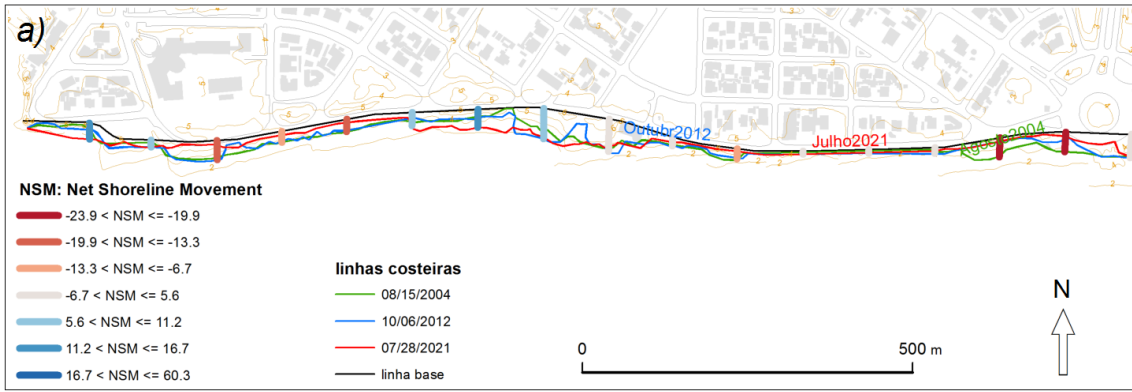 a)
Outubr2012
Julho2021
Agost 2004
NSM: Net Shoreline Movement
-23.9 < NSM <= -19.9
-19.9 < NSM <= -13.3
-13.3 < NSM <= -6.7
-6.7 < NSM <= 5.6
5.6 < NSM <= 11.2
11.2 < NSM <= 16.7
16.7 < NSM <= 60.3
linhas costeiras
08/15/2004
10/06/2012
07/28/2021
linha base
0
500 m
N